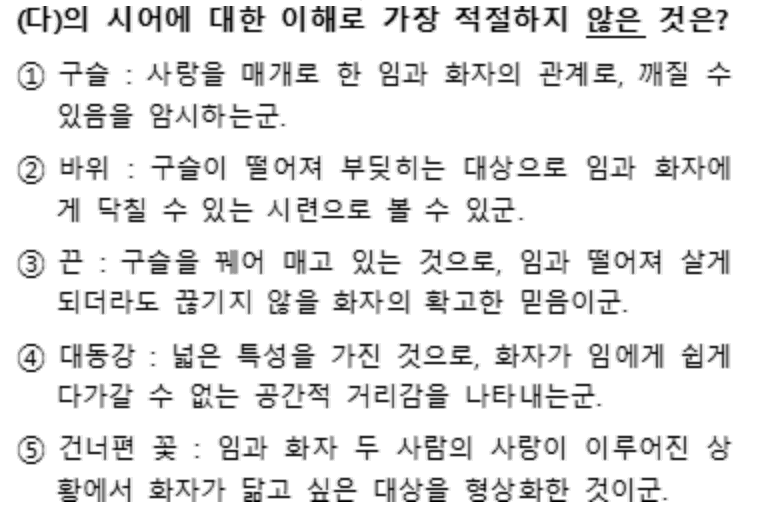 (다)의 시어에 대한 이해로 가장 적절하지 않은 것은?
① 구슬 : 사랑을 매개로 한 임과 화자의 관계로, 깨질 수
있음을 암시하는군.
② 바위 : 구슬이 떨어져 부딪히는 대상으로 임과 화자에
게 닥칠 수 있는 시련으로 볼 수 있군.
③ 끈 : 구슬을 꿰어 매고 있는 것으로, 임과 떨어져 살게
되더라도 끊기지 않을 화자의 확고한 믿음이군.
④ 대동강 : 넓은 특성을 가진 것으로, 화자가 임에게 쉽게
다가갈 수 없는 공간적 거리감을 나타내는군.
⑤ 건너편 꽃 : 임과 화자 두 사람의 사랑이 이루어진 상
황에서 화자가 닮고 싶은 대상을 형상화한 것이군.